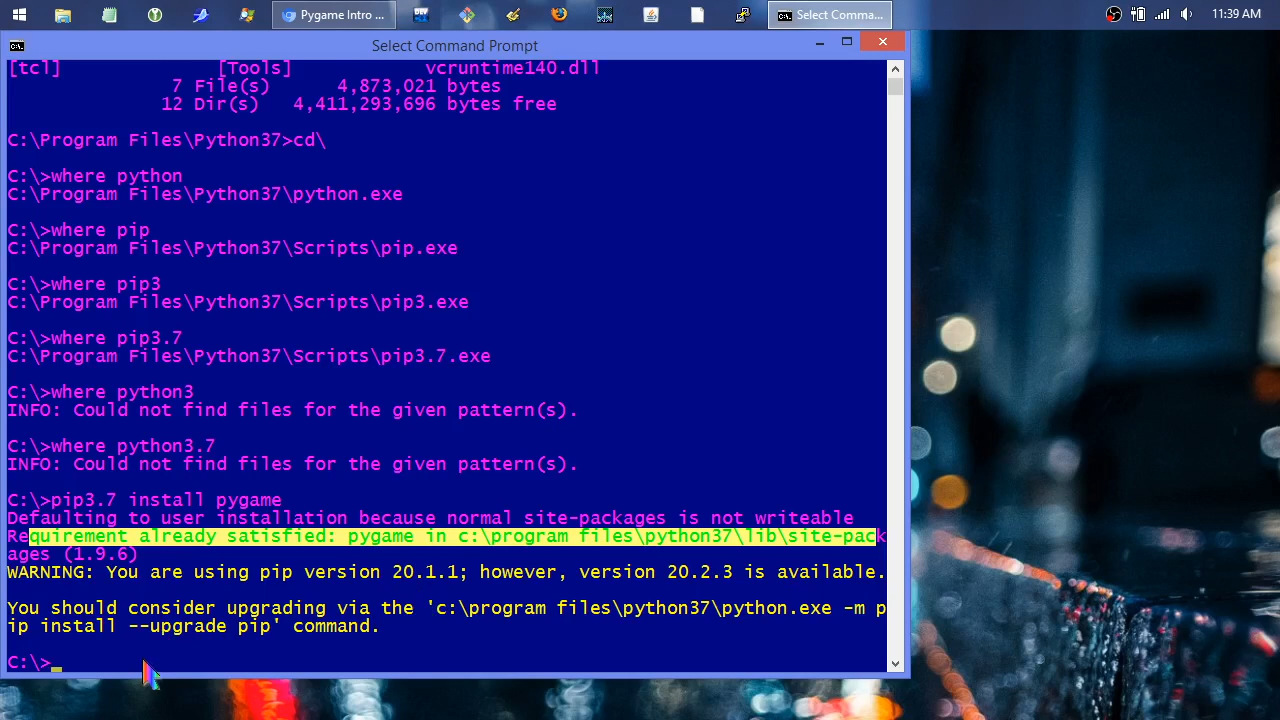 Pygame Intro ...
Select Comma...
11:39 AM
Select Command Prompt
[tcl] [Tools] vcruntime140.dll
7 File(s) 4,873,021 bytes
12 Dir(s) 4,411,293,696 bytes free
C:\Program Files\Python37>cd\
C:\>where python
C:\Program Files\Python37\python.exe
C:\>where pip
C:\Program Files\Python37\Scripts\pip.exe
C:\>where pip3
C:\Program Files\Python37\Scripts\pip3.exe
C:\>where pip3.7
C:\Program Files\Python37\Scripts\pip3.7.exe
C:\>where python3
INFO: Could not find files for the given pattern(s).
C:\>where python3.7
INFO: Could not find files for the given pattern(s).
C:\>pip3.7 install pygame
Defaulting to user installation because normal site-packages is not writeable
Requirement already satisfied: pygame in c:\program files\python37\lib\site-pack
ages (1.9.6)
WARNING: You are using pip version 20.1.1; however, version 20.2.3 is available.
You should consider upgrading via the 'c:\program files\python37\python.exe -m p
ip install --upgrade pip' command.
C:\>